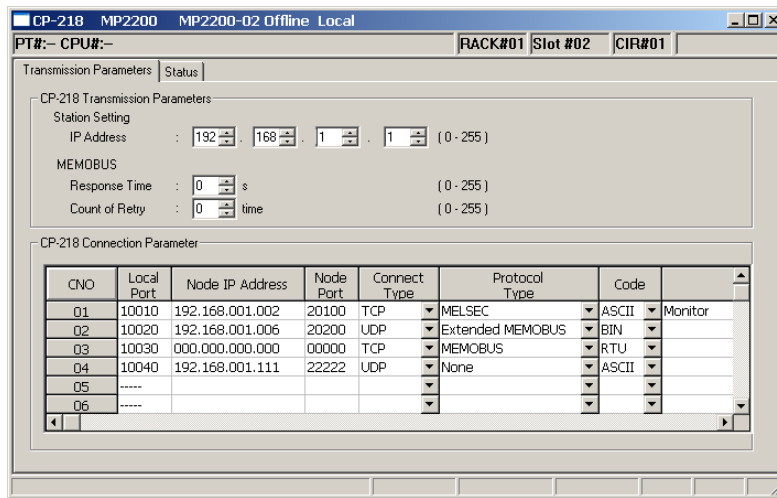 CP-218 MP2200 MP2200-02 Offline Local
PT#:– CPU#:– RACK#01 Slot #02 CIR#01
Transmission Parameters Status
CP-218 Transmission Parameters
Station Setting
IP Address : 192 . 168 . 1 . 1 ( 0 - 255 )
MEMOBUS
Response Time : 0 s ( 0 - 255 )
Count of Retry : 0 time ( 0 - 255 )
CP-218 Connection Parameter
CNO Local Port Node IP Address Node Port Connect Type Protocol Type Code
01 10010 192.168.001.002 20100 TCP MELSEC ASCII Monitor
02 10020 192.168.001.006 20200 UDP Extended MEMOBUS BIN
03 10030 000.000.000.000 00000 TCP MEMOBUS RTU
04 10040 192.168.001.111 22222 UDP None ASCII
05 -----
06 -----